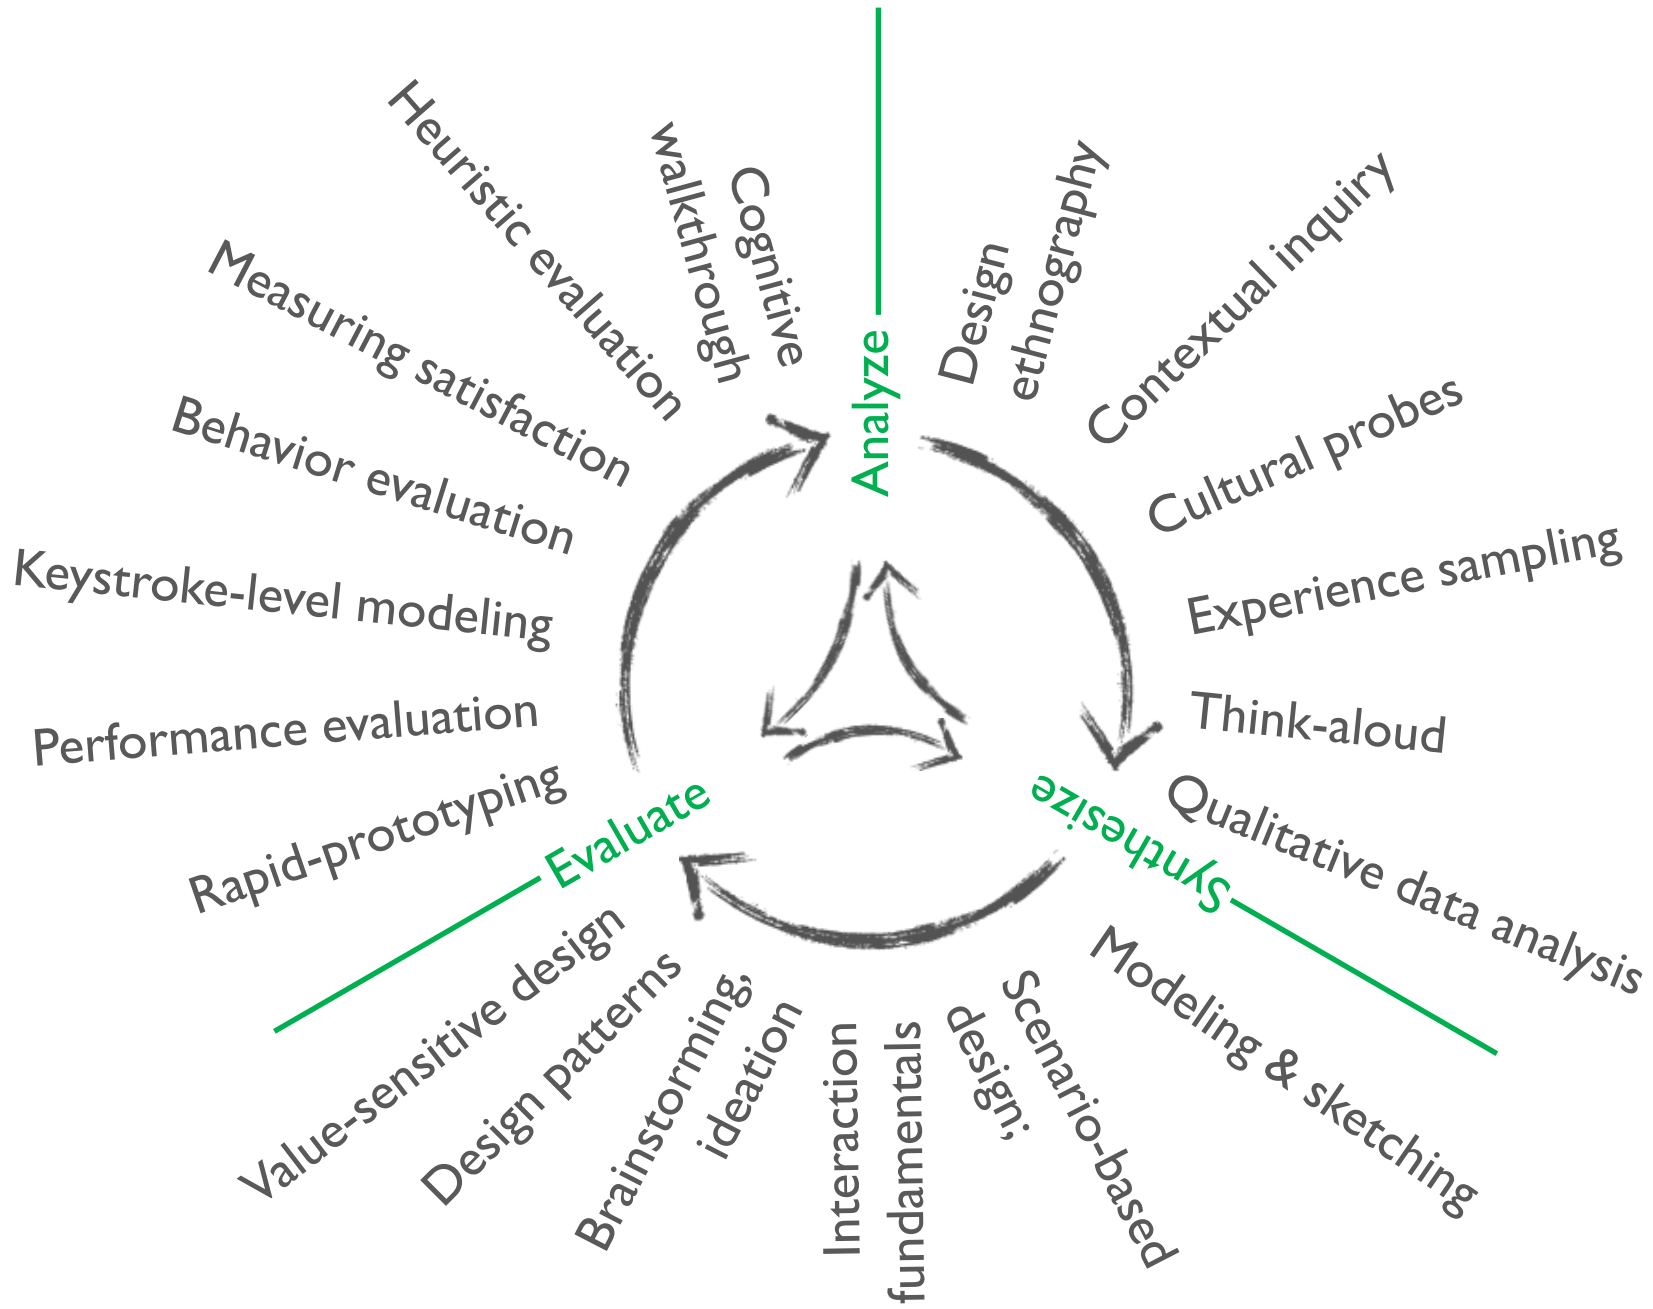 Analyze
Design
ethnography
Contextual inquiry
Cultural probes
Experience sampling
Think-aloud
Qualitative data analysis
Synthesize
Modeling & sketching
Scenario-based
design;
Interaction
fundamentals
Brainstorming,
ideation
Design patterns
Value-sensitive design
Evaluate
Rapid-prototyping
Performance evaluation
Keystroke-level modeling
Behavior evaluation
Measuring satisfaction
Heuristic evaluation
Cognitive
walkthrough